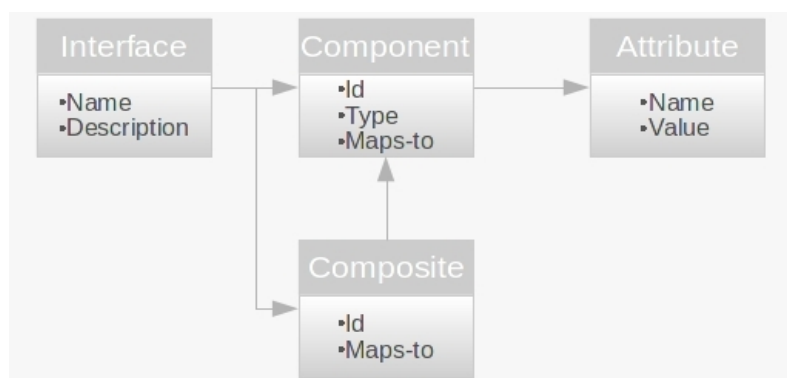 Interface
•Name
•Description
Component
•Id
•Type
•Maps-to
Attribute
•Name
•Value
Composite
•Id
•Maps-to